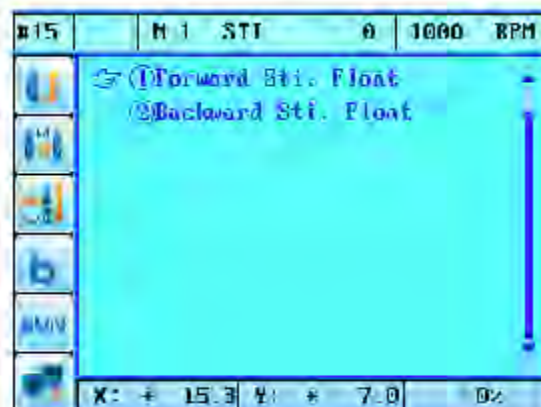 #15 M 1 STI 0 1000 RPM
①Forward Sti. Float
②Backward Sti. Float
b
X: + 15.3 Y: + 7.0 0%